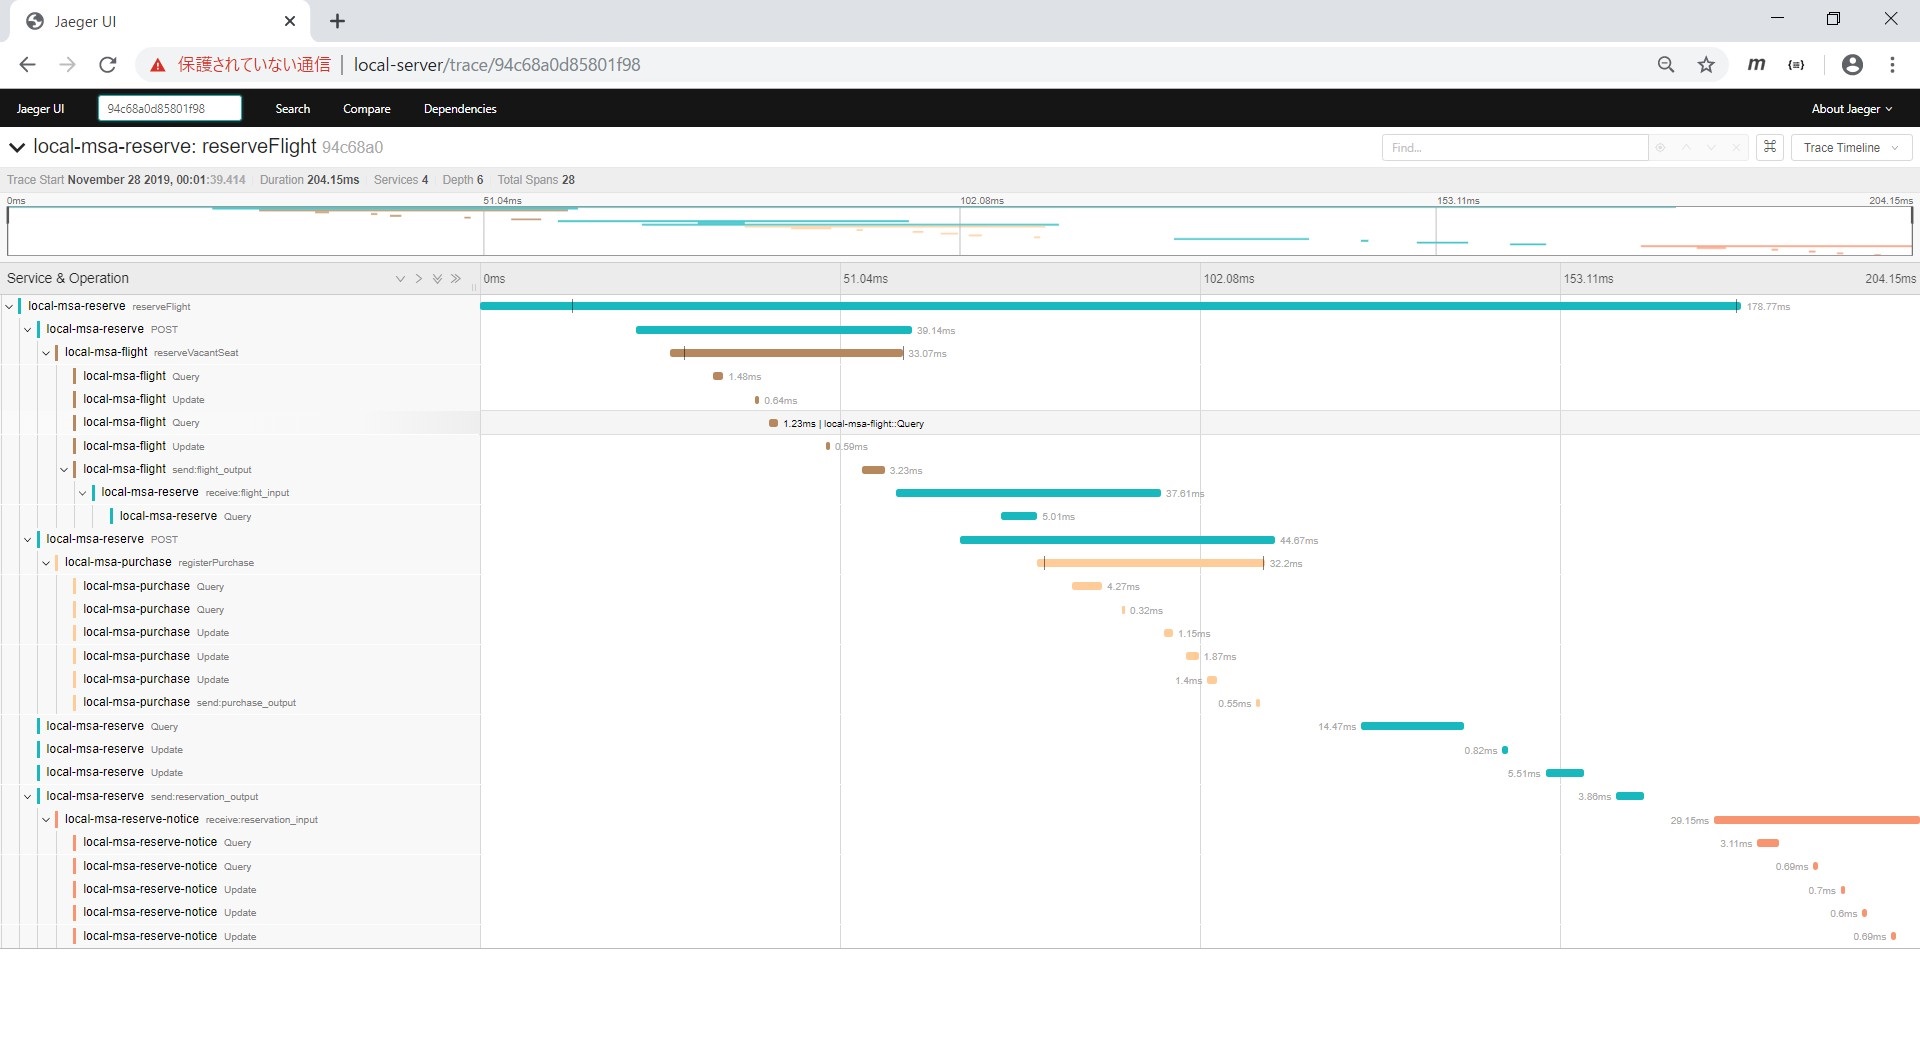 Jaeger UI
保護されていない通信 local-server/trace/94c68a0d85801f98
Jaeger UI 94c68a0d85801f98 Search Compare Dependencies About Jaeger
local-msa-reserve: reserveFlight 94c68a0 Find... Trace Timeline
Trace Start November 28 2019, 00:01:39.414 Duration 204.15ms Services 4 Depth 6 Total Spans 28
0ms 51.04ms 102.08ms 153.11ms 204.15ms
Service & Operation 0ms 51.04ms 102.08ms 153.11ms 204.15ms
local-msa-reserve reserveFlight 178.77ms
local-msa-reserve POST 39.14ms
local-msa-flight reserveVacantSeat 33.07ms
local-msa-flight Query 1.48ms
local-msa-flight Update 0.64ms
local-msa-flight Query 1.23ms | local-msa-flight::Query
local-msa-flight Update 0.59ms
local-msa-flight send:flight_output 3.23ms
local-msa-reserve receive:flight_input 37.61ms
local-msa-reserve Query 5.01ms
local-msa-reserve POST 44.67ms
local-msa-purchase registerPurchase 32.2ms
local-msa-purchase Query 4.27ms
local-msa-purchase Query 0.32ms
local-msa-purchase Update 1.15ms
local-msa-purchase Update 1.87ms
local-msa-purchase Update 1.4ms
local-msa-purchase send:purchase_output 0.55ms
local-msa-reserve Query 14.47ms
local-msa-reserve Update 0.82ms
local-msa-reserve Update 5.51ms
local-msa-reserve send:reservation_output 3.86ms
local-msa-reserve-notice receive:reservation_input 29.15ms
local-msa-reserve-notice Query 3.11ms
local-msa-reserve-notice Query 0.69ms
local-msa-reserve-notice Update 0.7ms
local-msa-reserve-notice Update 0.6ms
local-msa-reserve-notice Update 0.69ms